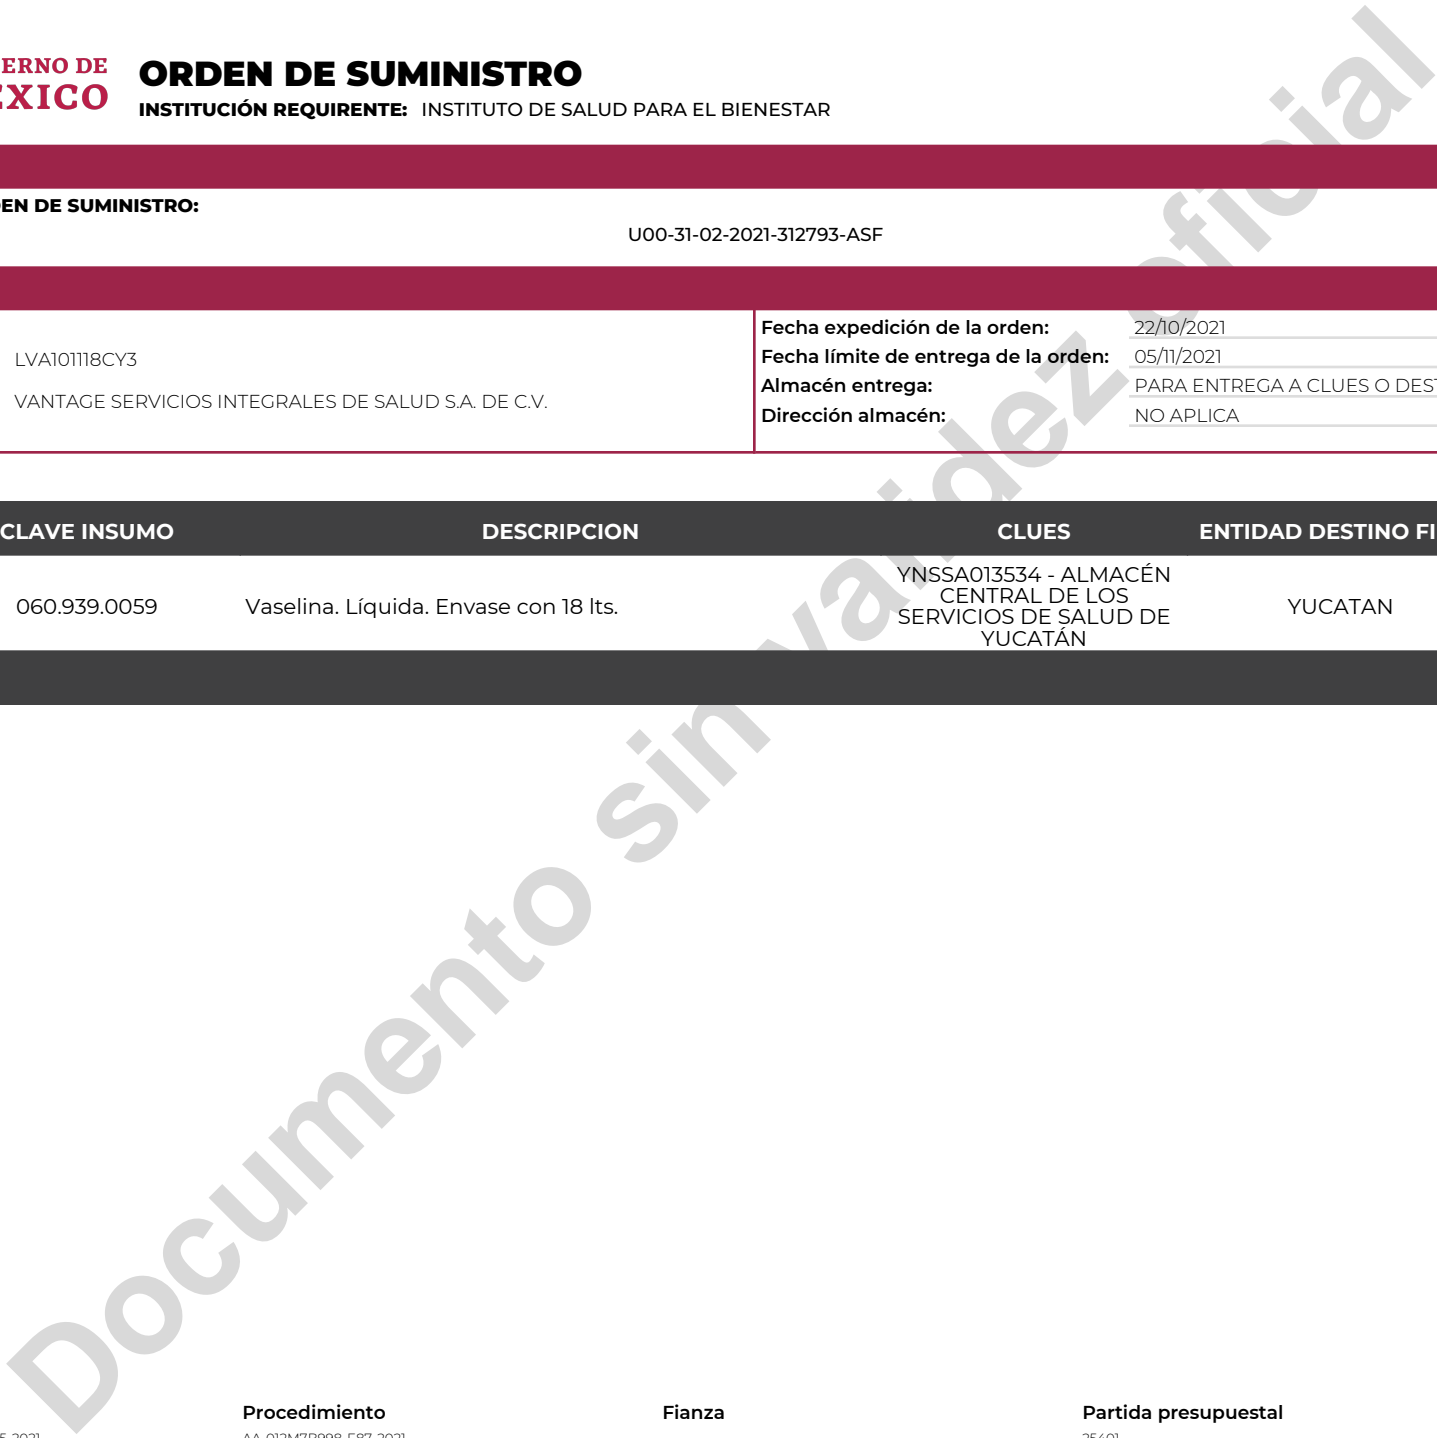 ERNO DE
EXICO
ORDEN DE SUMINISTRO
INSTITUCIÓN REQUIRENTE: INSTITUTO DE SALUD PARA EL BIENESTAR
EN DE SUMINISTRO:
U00-31-02-2021-312793-ASF
LVA101118CY3
VANTAGE SERVICIOS INTEGRALES DE SALUD S.A. DE C.V.
Fecha expedición de la orden: 22/10/2021
Fecha límite de entrega de la orden: 05/11/2021
Almacén entrega: PARA ENTREGA A CLUES O DEST
Dirección almacén: NO APLICA
CLAVE INSUMO DESCRIPCION CLUES ENTIDAD DESTINO FI
060.939.0059 Vaselina. Líquida. Envase con 18 lts.
YNSSA013534 - ALMACÉN
CENTRAL DE LOS
SERVICIOS DE SALUD DE
YUCATÁN
YUCATAN
Documento sin validez oficial
Procedimiento Fianza Partida presupuestal